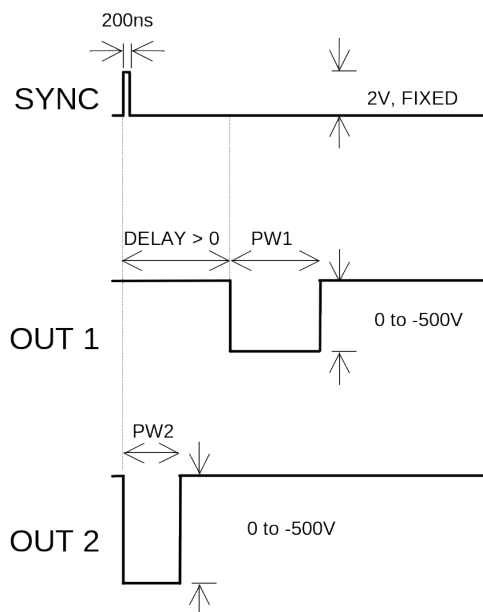 200ns
SYNC
2V, FIXED
DELAY > 0
PW1
OUT 1
0 to -500V
PW2
OUT 2
0 to -500V